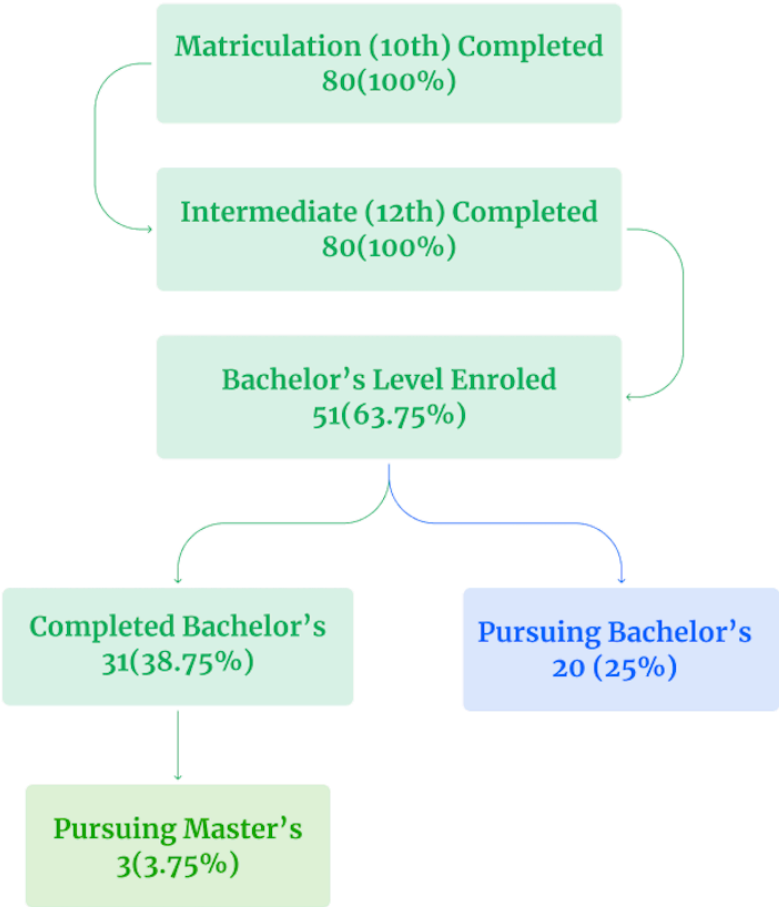 Matriculation (10th) Completed
80(100%)
Intermediate (12th) Completed
80(100%)
Bachelor’s Level Enroled
51(63.75%)
Completed Bachelor’s
31(38.75%)
Pursuing Bachelor’s
20 (25%)
Pursuing Master’s
3(3.75%)